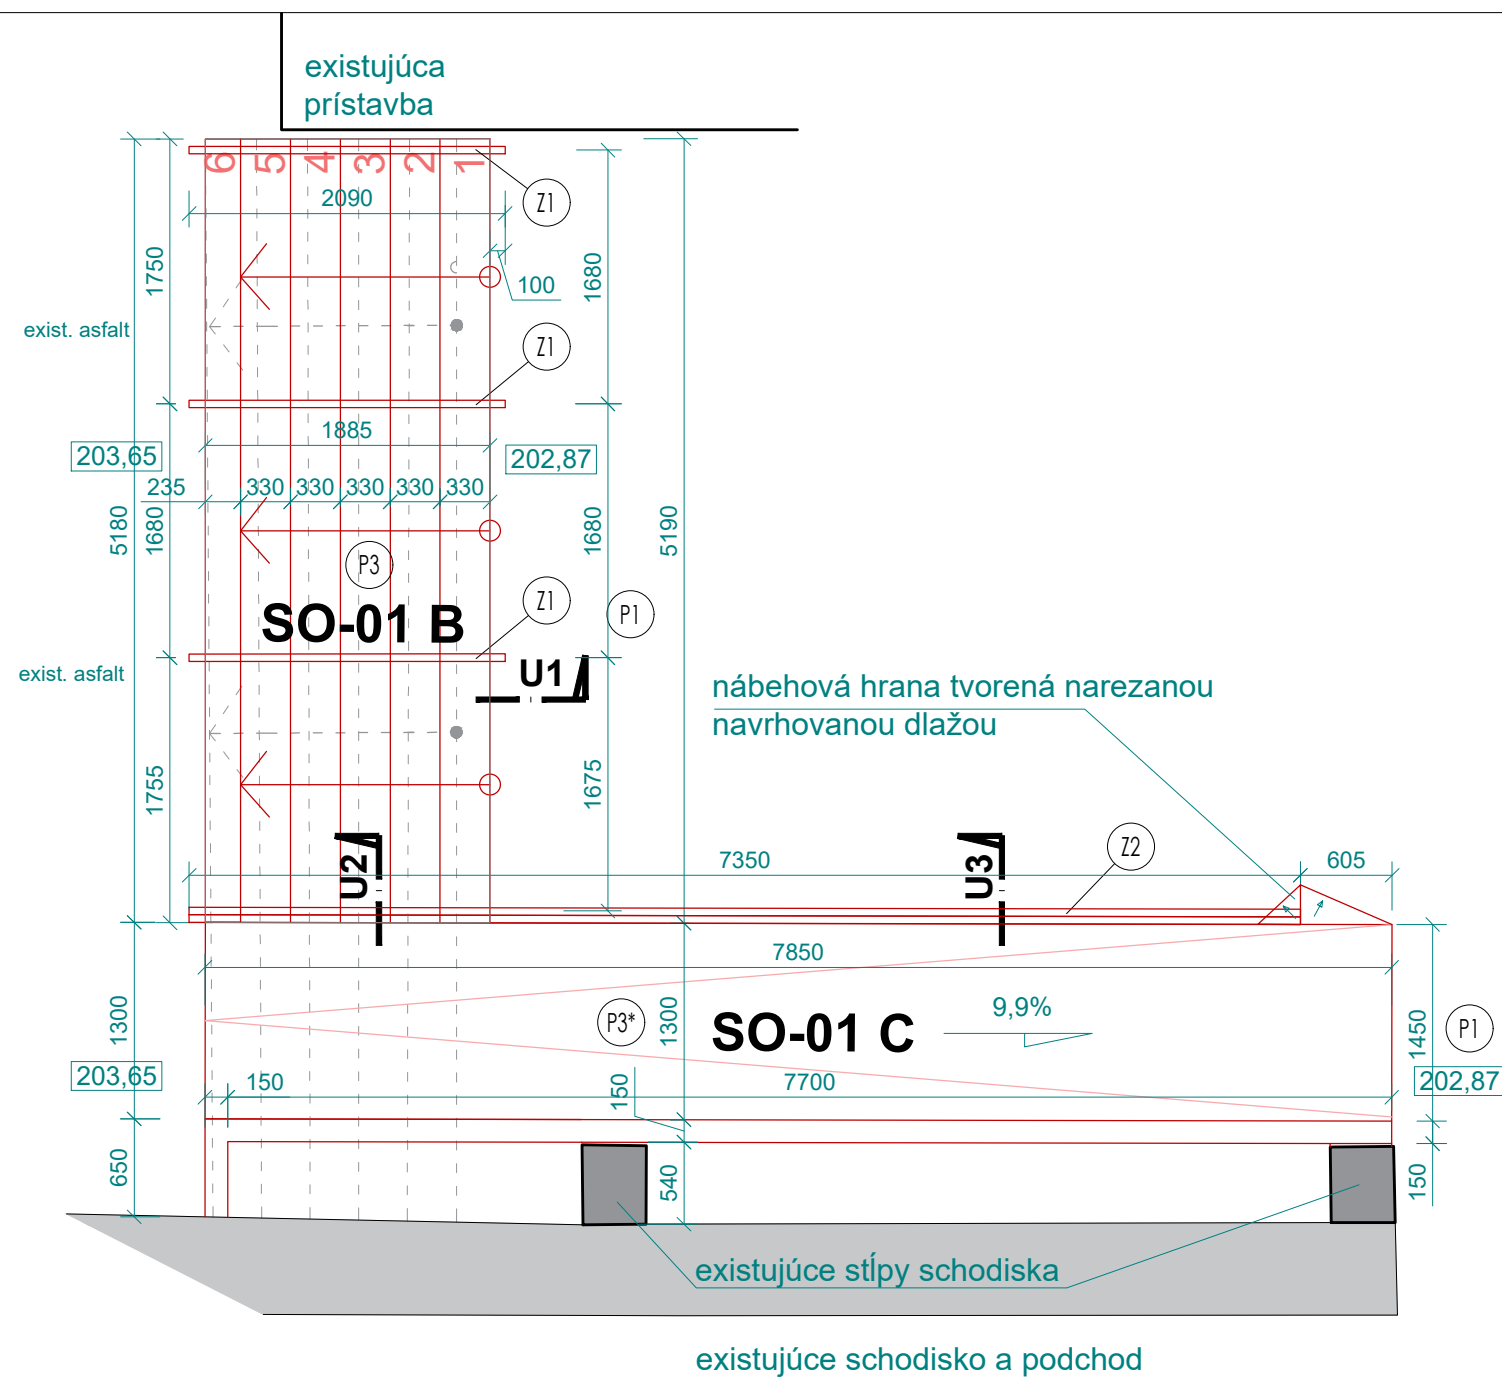 existujúca
prístavba
6 5 4 3 2 1
2090
Z1
1750
1680
100
exist. asfalt
Z1
1885
203,65
202,87
235 330 330 330 330 330
5180
1680
1680
5190
P3
SO-01 B
Z1
P1
U1
exist. asfalt
nábehová hrana tvorená narezanou
navrhovanou dlažou
1755
1675
U2
7350
U3
Z2
605
7850
1300
P3*
1300
SO-01 C
9,9%
1450
P1
203,65
150
150
7700
202,87
650
540
150
existujúce stĺpy schodiska
existujúce schodisko a podchod